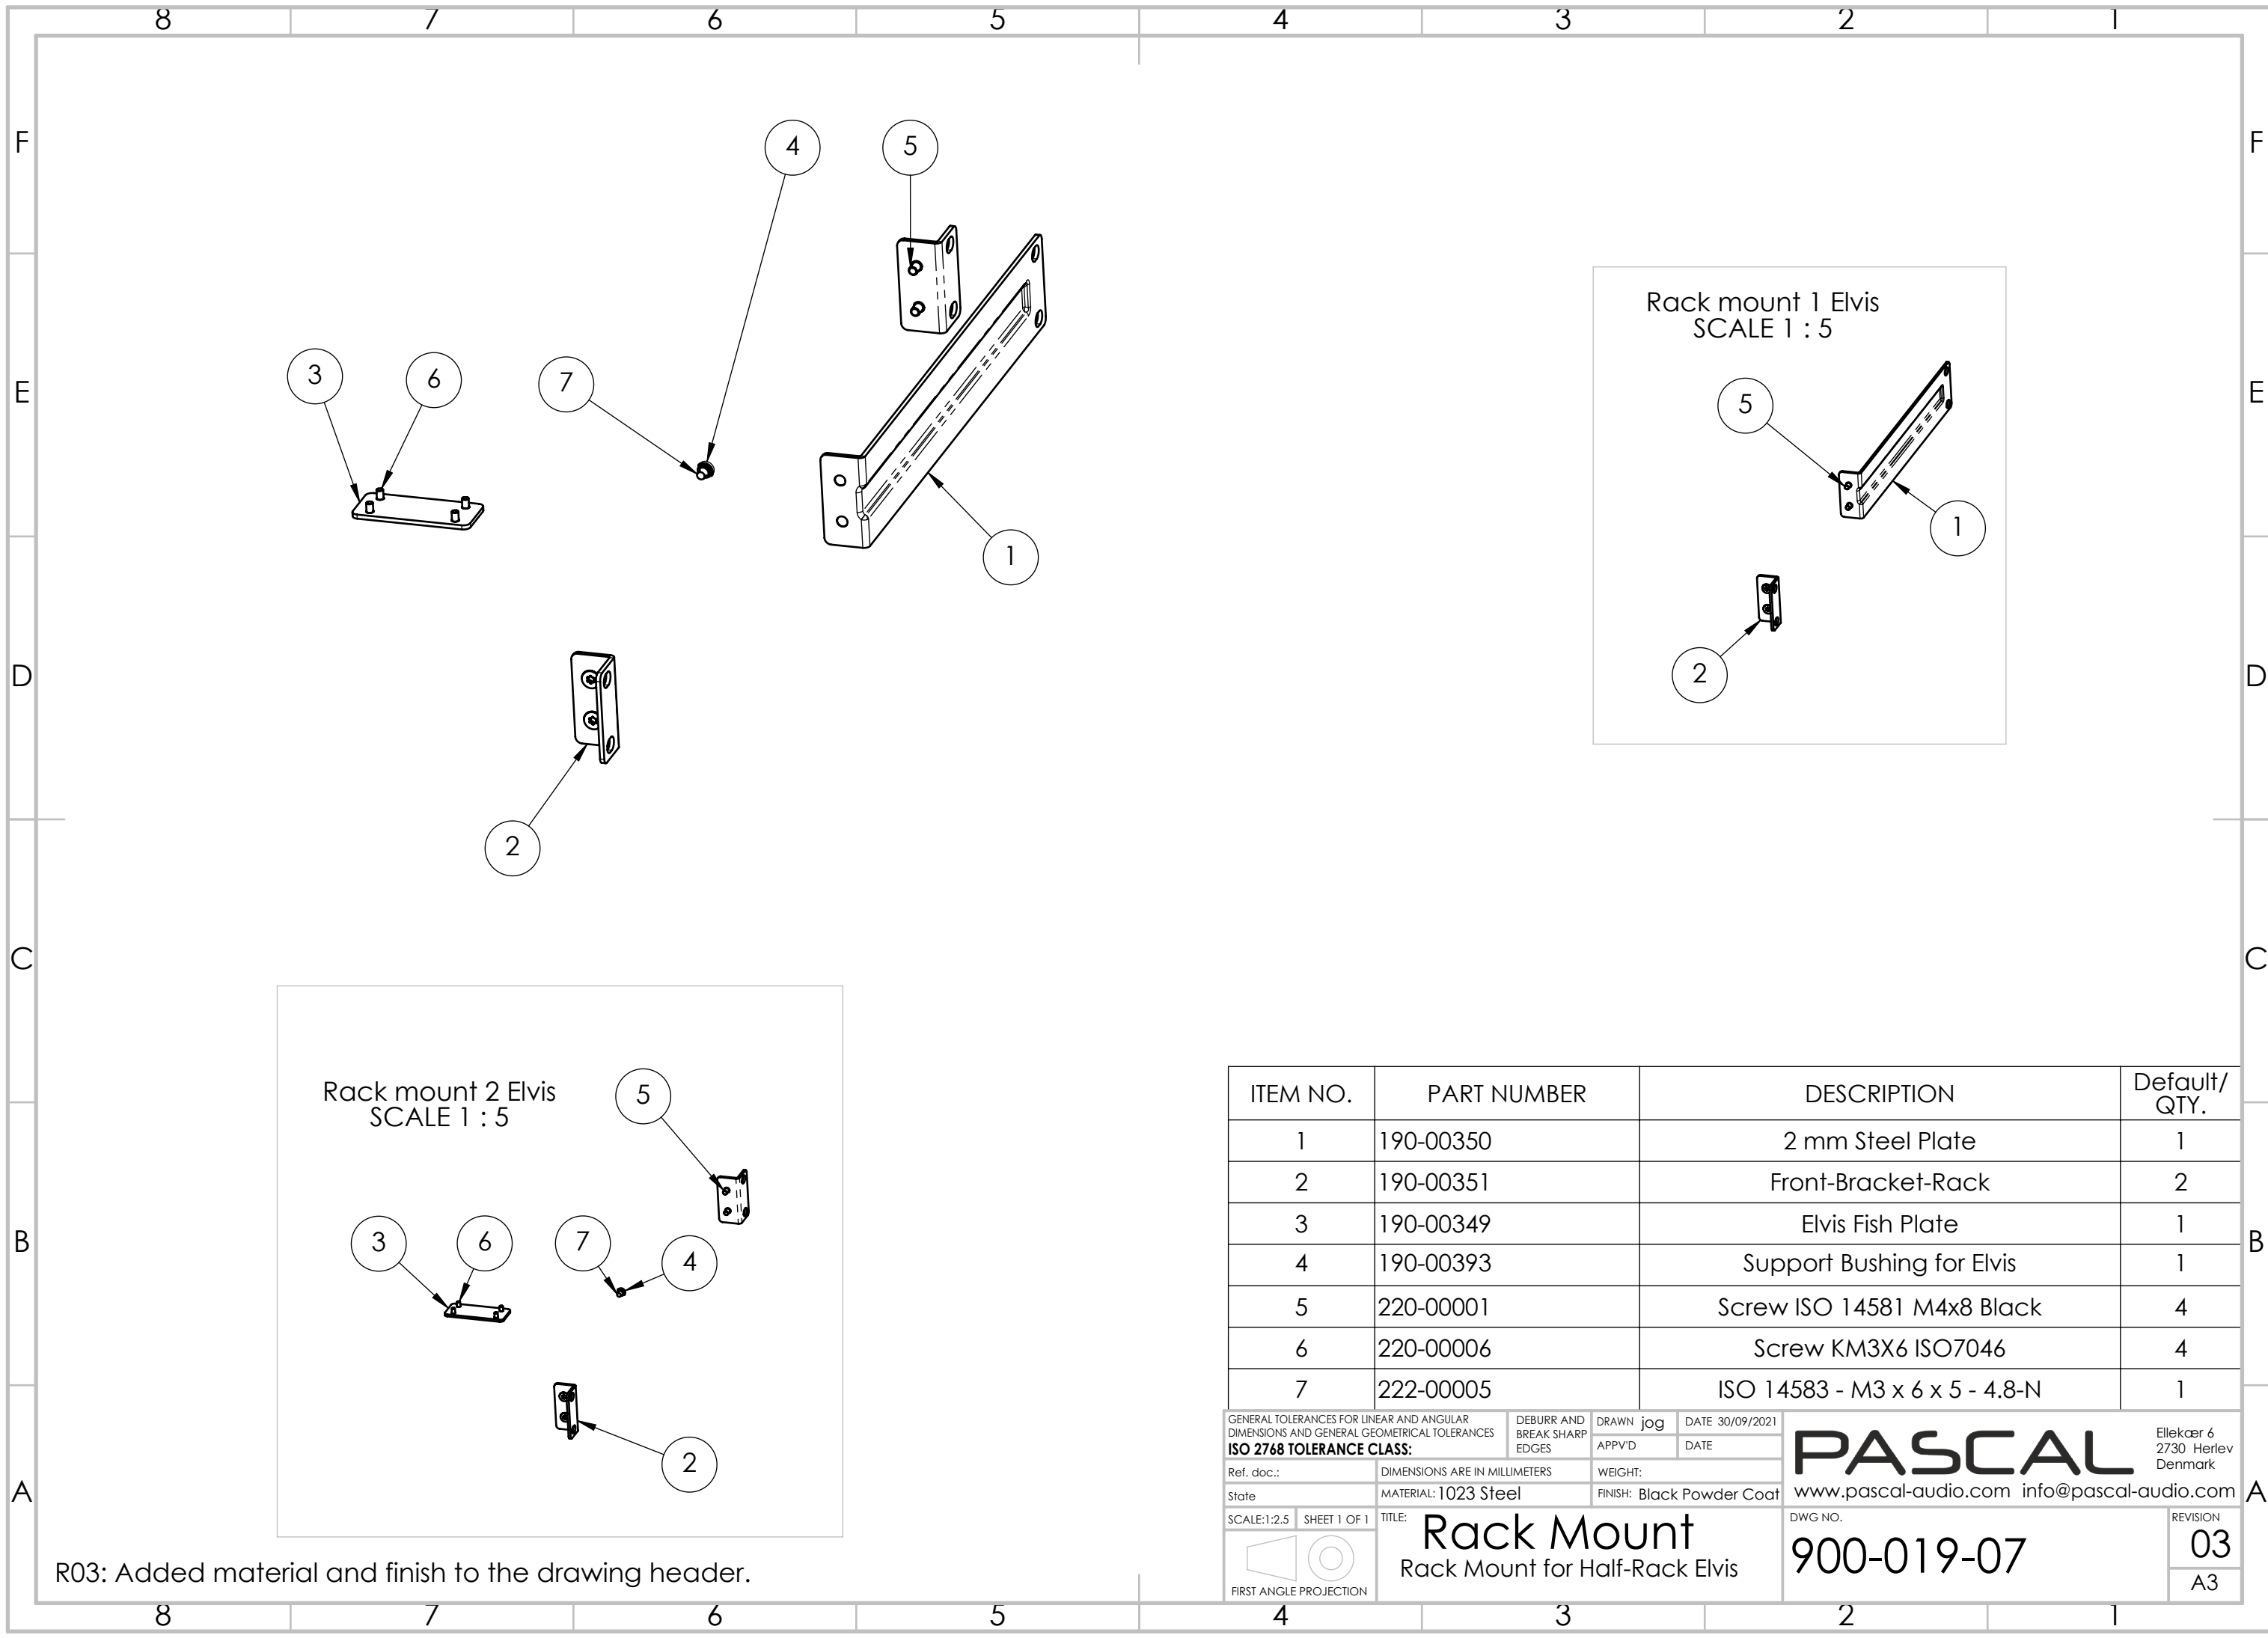 8 7 6 5 4 3 2 1
F F
4 5
Rack mount 1 Elvis
SCALE 1 : 5
E E
3 6 7
5
1
1
D D
2
2
C C
Rack mount 2 Elvis
SCALE 1 : 5
5
B B
3 6 7 4
2
ITEM NO. PART NUMBER DESCRIPTION Default/
QTY.
1 190-00350 2 mm Steel Plate 1
2 190-00351 Front-Bracket-Rack 2
3 190-00349 Elvis Fish Plate 1
4 190-00393 Support Bushing for Elvis 1
5 220-00001 Screw ISO 14581 M4x8 Black 4
6 220-00006 Screw KM3X6 ISO7046 4
7 222-00005 ISO 14583 - M3 x 6 x 5 - 4.8-N 1
GENERAL TOLERANCES FOR LINEAR AND ANGULAR
DIMENSIONS AND GENERAL GEOMETRICAL TOLERANCES
ISO 2768 TOLERANCE CLASS:
DEBURR AND
BREAK SHARP
EDGES
DRAWN jog DATE 30/09/2021
APPV'D DATE
Ref. doc.: DIMENSIONS ARE IN MILLIMETERS WEIGHT:
State MATERIAL: 1023 Steel FINISH: Black Powder Coat
PASCAL
Ellekær 6
2730 Herlev
Denmark
www.pascal-audio.com info@pascal-audio.com
A A
SCALE:1:2.5 SHEET 1 OF 1
FIRST ANGLE PROJECTION
TITLE: Rack Mount
Rack Mount for Half-Rack Elvis
DWG NO.
900-019-07
REVISION
03
A3
R03: Added material and finish to the drawing header.
8 7 6 5 4 3 2 1